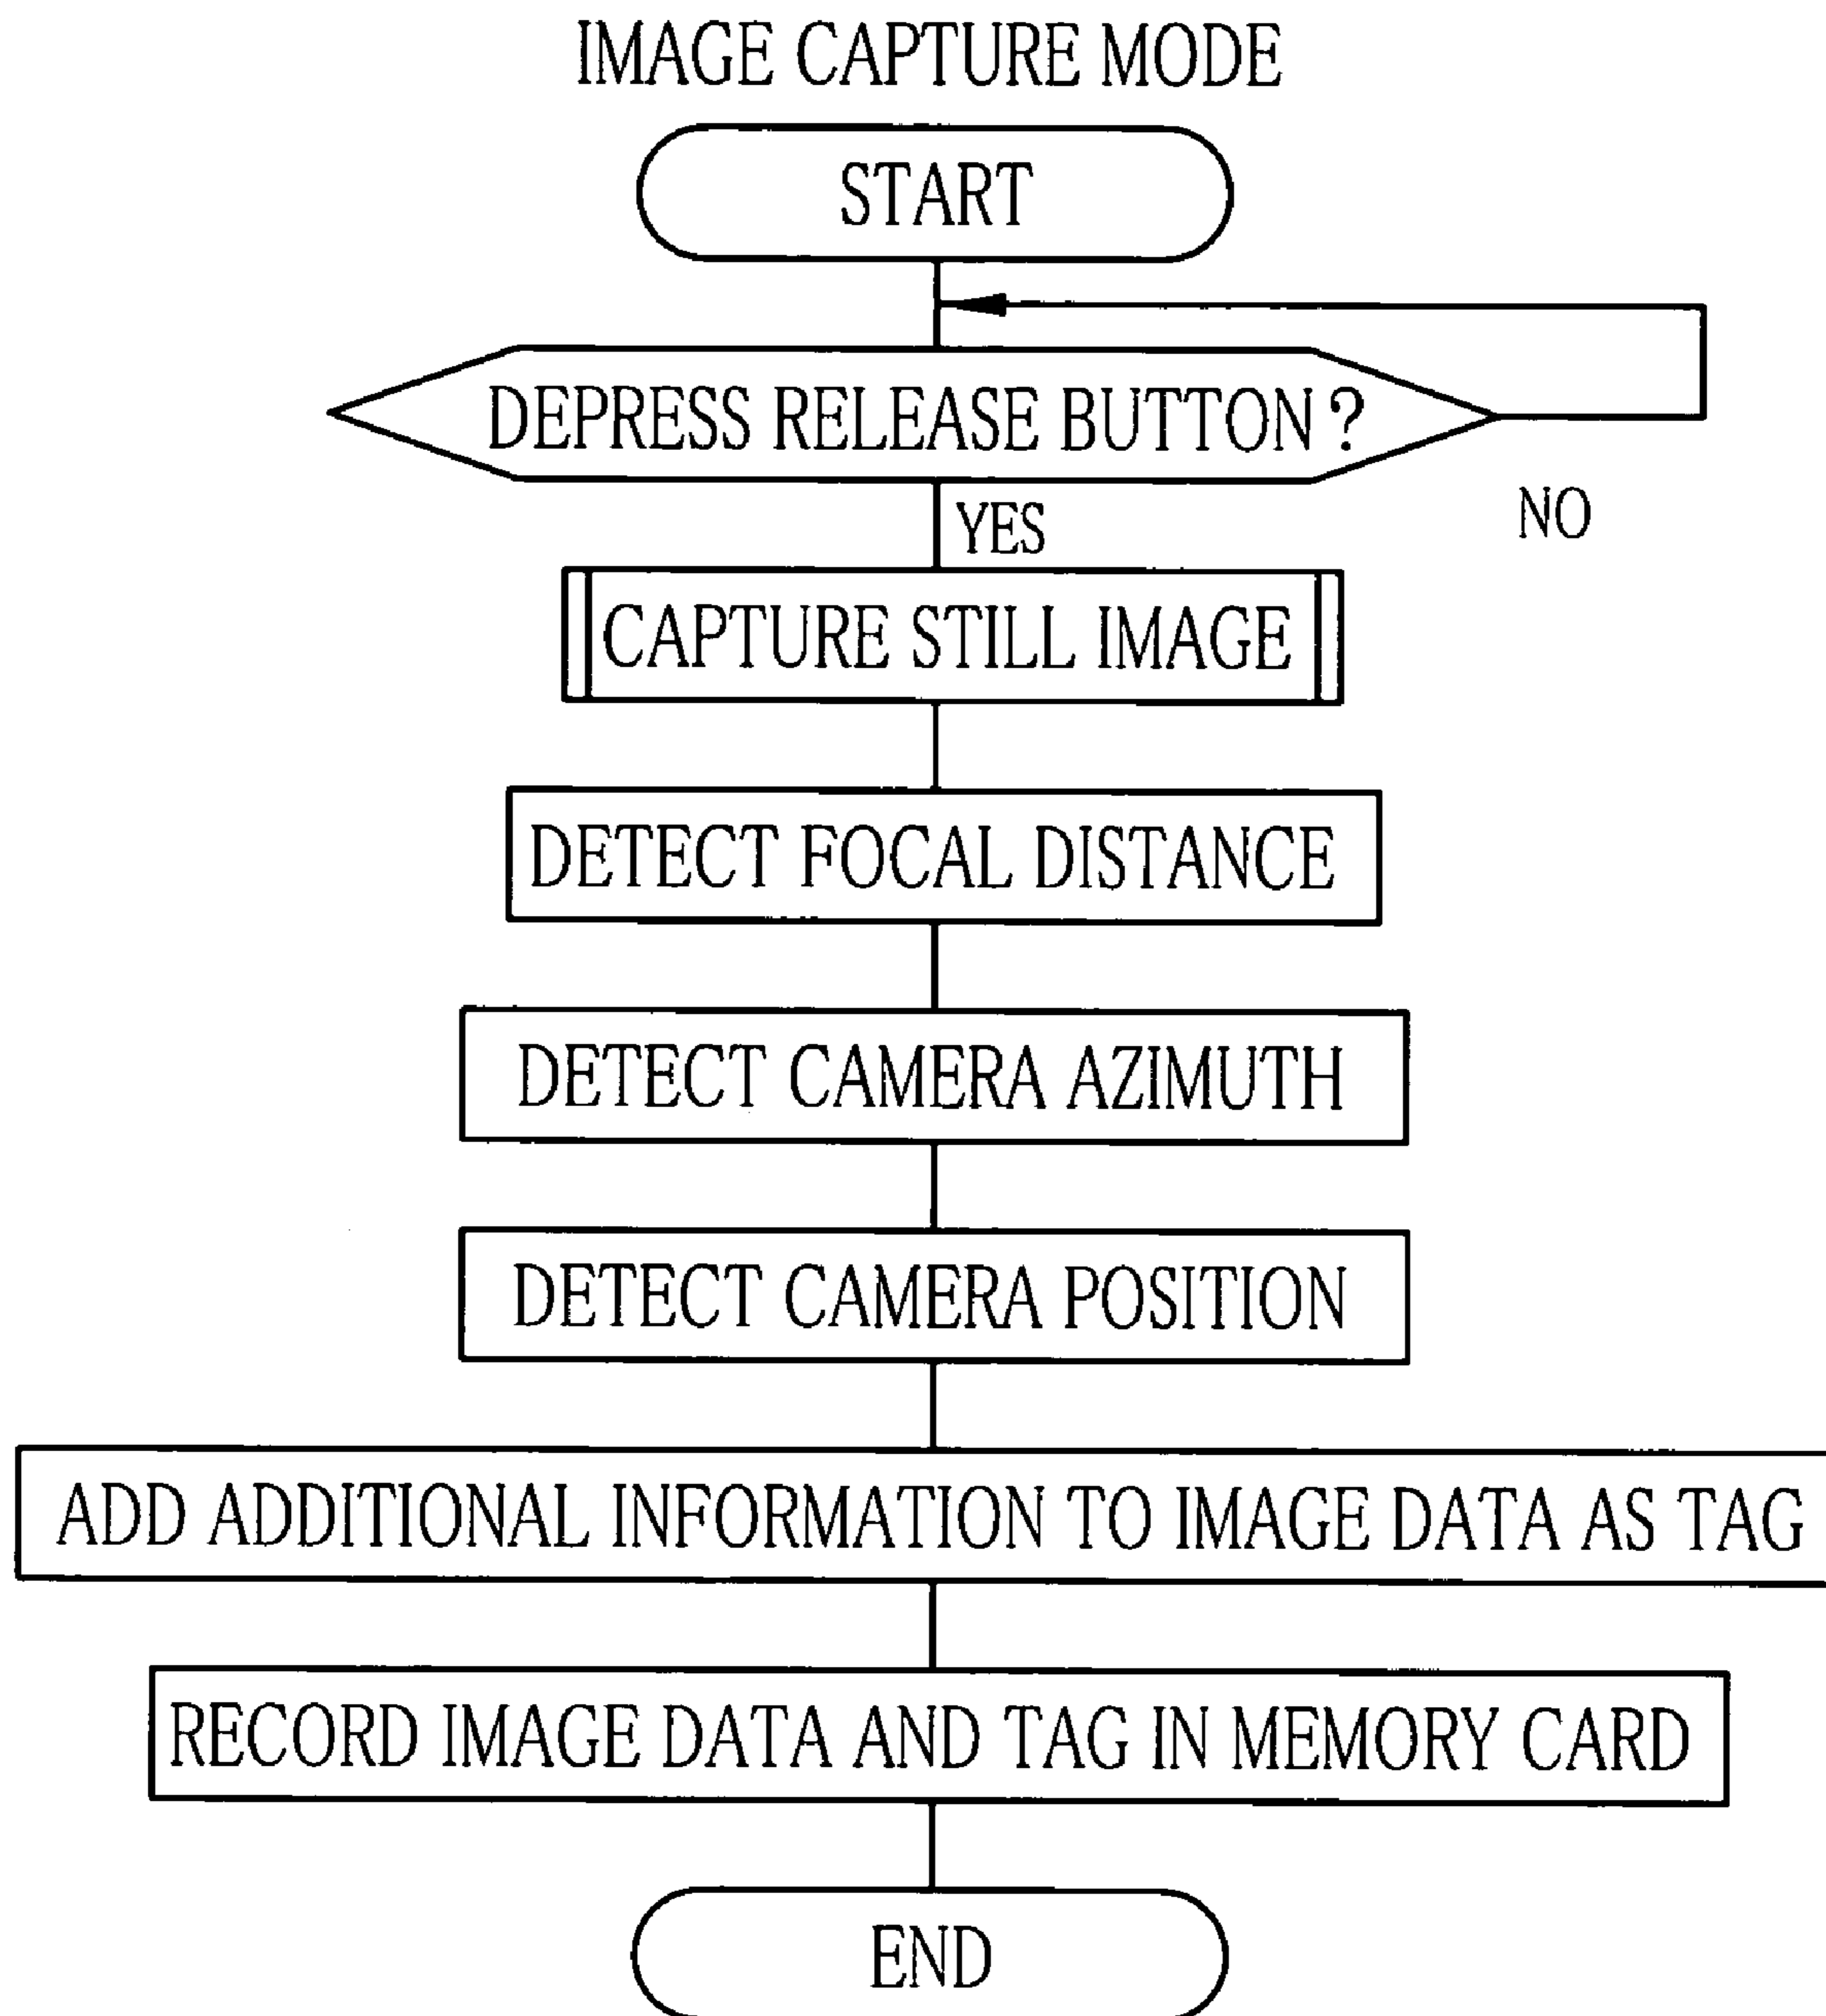 IMAGE CAPTURE MODE
START
DEPRESS RELEASE BUTTON ?
YES
NO
CAPTURE STILL IMAGE
DETECT FOCAL DISTANCE
DETECT CAMERA AZIMUTH
DETECT CAMERA POSITION
ADD ADDITIONAL INFORMATION TO IMAGE DATA AS TAG
RECORD IMAGE DATA AND TAG IN MEMORY CARD
END